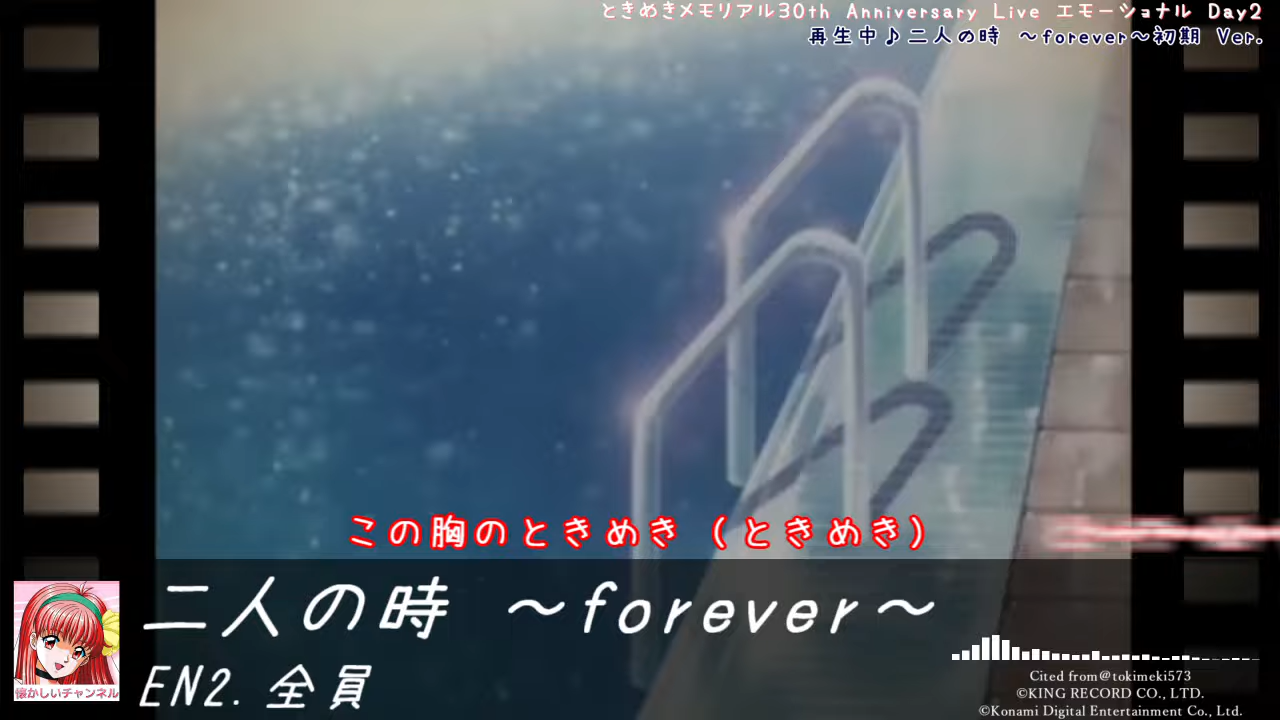 ときめきメモリアル30th Anniversary Live エモーショナル Day2
再生中♪二人の時 ～forever～初期 Ver.
この胸のときめき（ときめき）
二人の時 ～forever～
EN2. 全員
懐かしいチャンネル
Cited from@tokimeki573
©KING RECORD CO., LTD.
©Konami Digital Entertainment Co., Ltd.